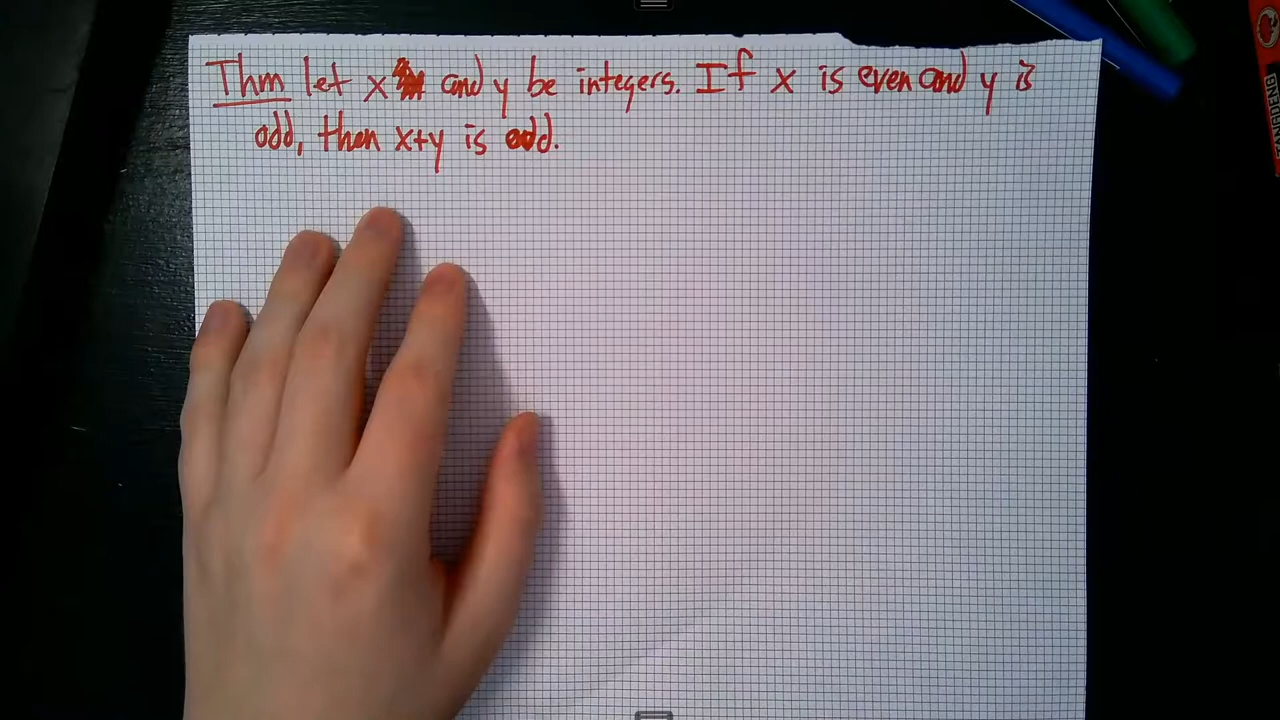 Thm let x and y be integers. If x is even and y is
odd, then x+y is odd.